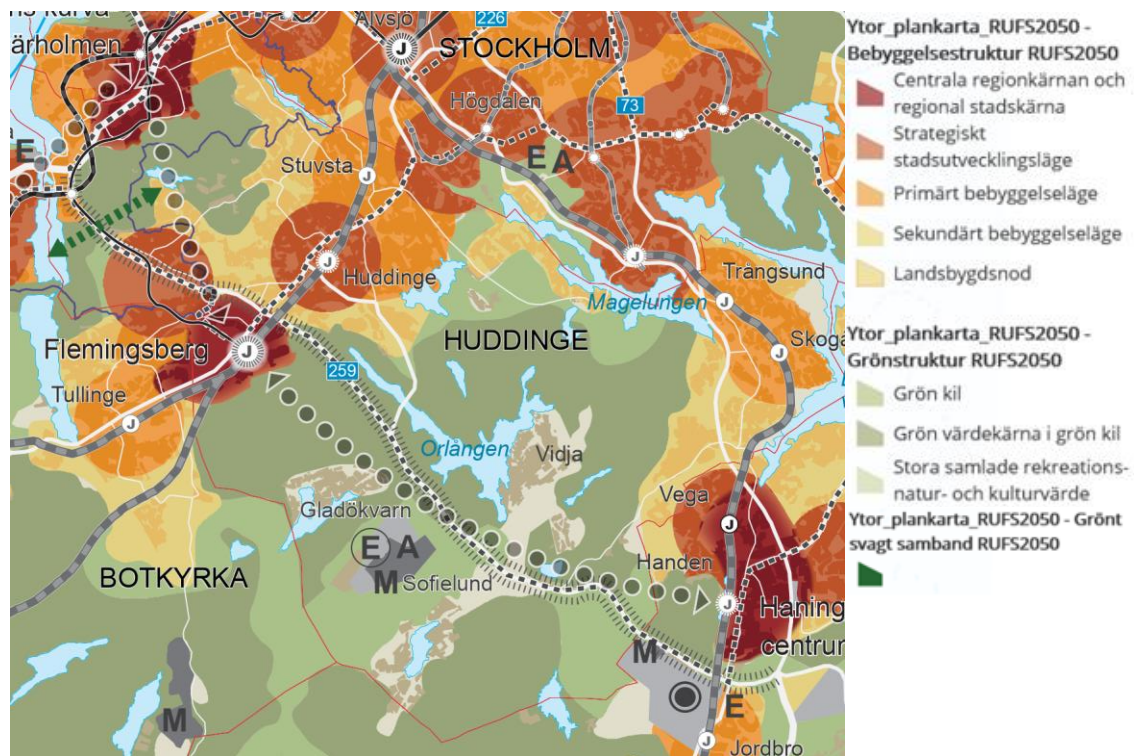 ns kurva
Älvsjö
226
STOCKHOLM
ärholmen
J
Högdalen
73
E
E A
Stuvsta
J
J
Huddinge
J
Trångsund
J
Magelungen
Skoga
J
HUDDINGE
Flemingsberg
J
259
Tullinge
J
Orlången
Vidja
Vega
J
Gladökvarn
E A
Handen
BOTKYRKA
M Sofielund
J
Haning
centrum
M
M
E
J
Jordbro
Ytor_plankarta_RUFS2050 -
Bebyggelsestruktur RUFS2050
Centrala regionkärnan och
regional stadskärna
Strategiskt
stadsutvecklingsläge
Primärt bebyggelseläge
Sekundärt bebyggelseläge
Landsbygdsnod
Ytor_plankarta_RUFS2050 -
Grönstruktur RUFS2050
Grön kil
Grön värdekärna i grön kil
Stora samlade rekreations-
natur- och kulturvärde
Ytor_plankarta_RUFS2050 - Grönt
svagt samband RUFS2050